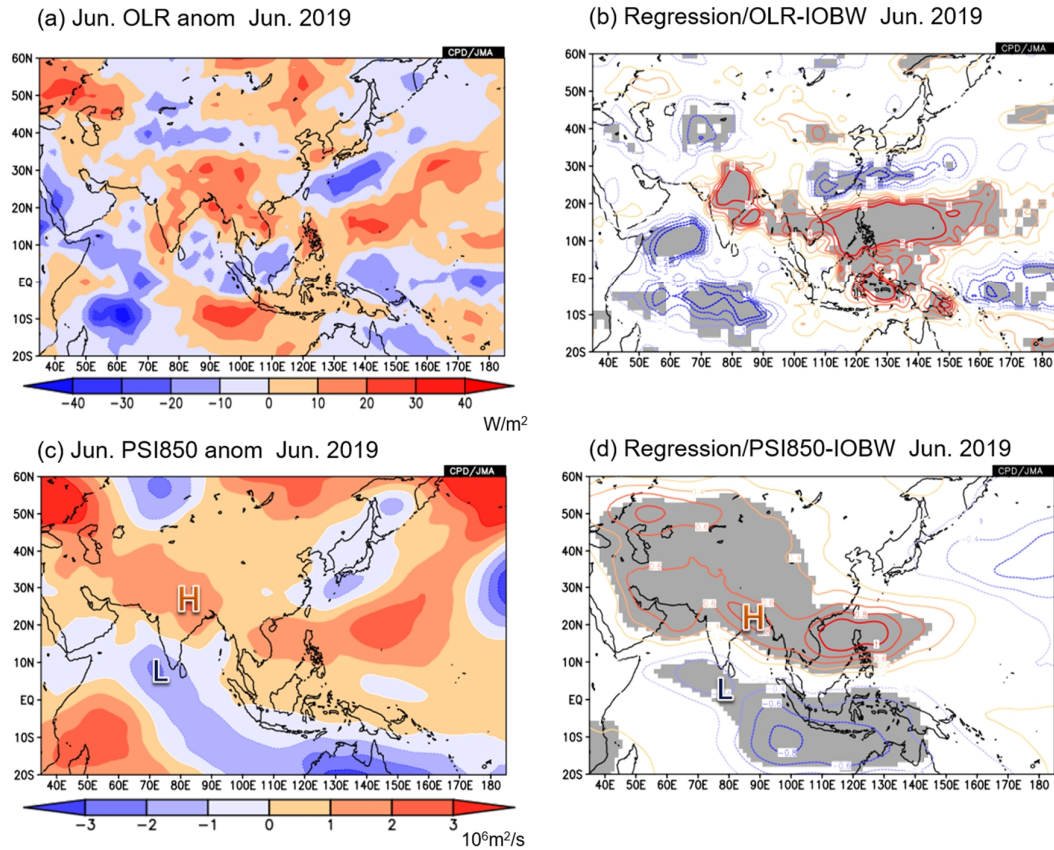 (a) Jun. OLR anom Jun. 2019
(b) Regression/OLR-IOBW Jun. 2019
CPD/JMA
CPD/JMA
60N
50N
40N
30N
20N
10N
EQ
10S
20S
40E 50E 60E 70E 80E 90E 100E 110E 120E 130E 140E 150E 160E 170E 180
-40 -30 -20 -10 0 10 20 30 40
W/m²
60N
50N
40N
30N
20N
10N
EQ
10S
20S
40E 50E 60E 70E 80E 90E 100E 110E 120E 130E 140E 150E 160E 170E 180
(c) Jun. PSI850 anom Jun. 2019
(d) Regression/PSI850-IOBW Jun. 2019
CPD/JMA
CPD/JMA
60N
50N
40N
30N
20N
10N
EQ
10S
20S
H
L
40E 50E 60E 70E 80E 90E 100E 110E 120E 130E 140E 150E 160E 170E 180
-3 -2 -1 0 1 2 3
10⁶m²/s
60N
50N
40N
30N
20N
10N
EQ
10S
20S
H
L
40E 50E 60E 70E 80E 90E 100E 110E 120E 130E 140E 150E 160E 170E 180